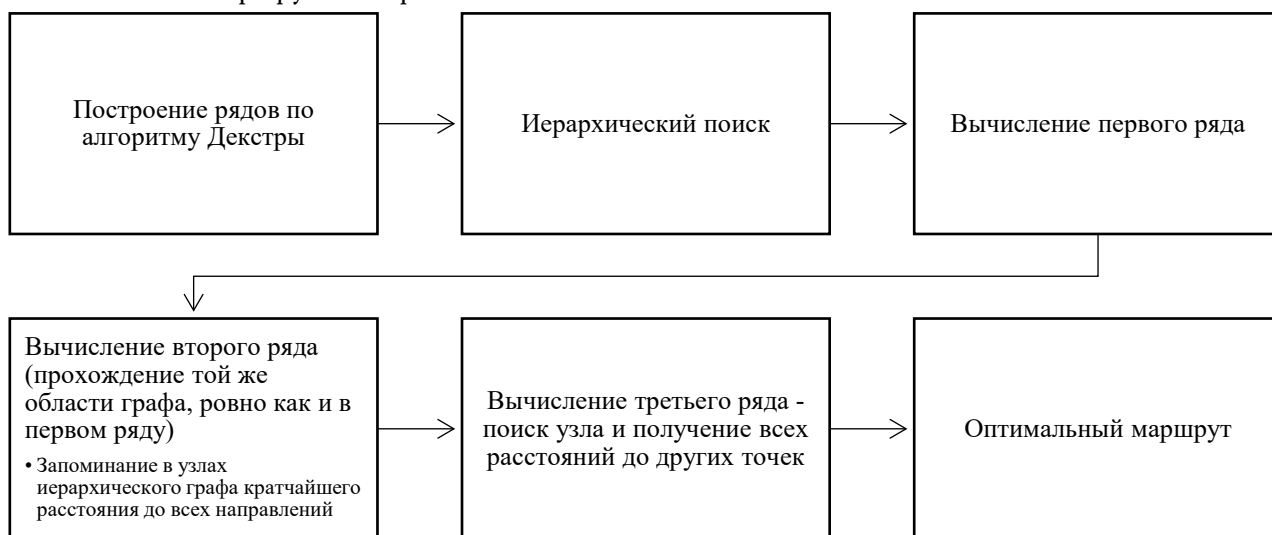 Построение рядов по
алгоритму Декстры
Иерархический поиск
Вычисление первого ряда
Вычисление второго ряда
(прохождение той же
области графа, ровно как и в
первом ряду)
• Запоминание в узлах
иерархического графа кратчайшего
расстояния до всех направлений
Вычисление третьего ряда -
поиск узла и получение всех
расстояний до других точек
Оптимальный маршрут